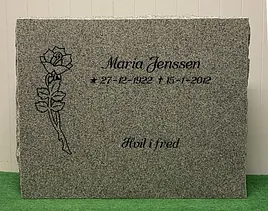 Maria Jenssen
★ 27-12-1922 ✝ 15-1-2012
Hvil i fred